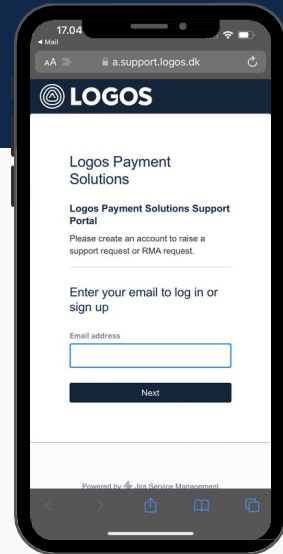 17.04
◄ Mail
AA
a.support.logos.dk
LOGOS
Logos Payment
Solutions
Logos Payment Solutions Support
Portal
Please create an account to raise a
support request or RMA request.
Enter your email to log in or
sign up
Email address
Next
Powered by Jira Service Management